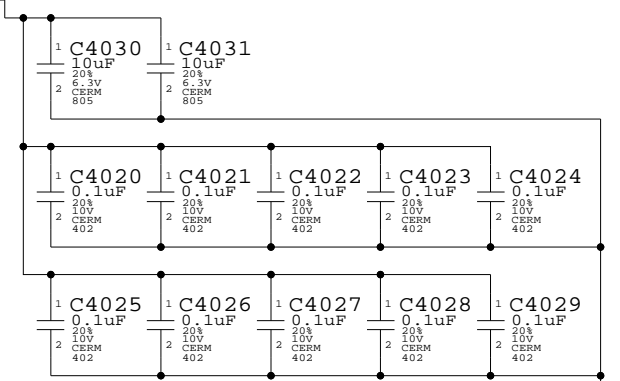 1 C4030
10uF
20%
6.3V
2 CERM
805
1 C4031
10uF
20%
6.3V
2 CERM
805
1 C4020
0.1uF
20%
10V
2 CERM
402
1 C4021
0.1uF
20%
10V
2 CERM
402
1 C4022
0.1uF
20%
10V
2 CERM
402
1 C4023
0.1uF
20%
10V
2 CERM
402
1 C4024
0.1uF
20%
10V
2 CERM
402
1 C4025
0.1uF
20%
10V
2 CERM
402
1 C4026
0.1uF
20%
10V
2 CERM
402
1 C4027
0.1uF
20%
10V
2 CERM
402
1 C4028
0.1uF
20%
10V
2 CERM
402
1 C4029
0.1uF
20%
10V
2 CERM
402